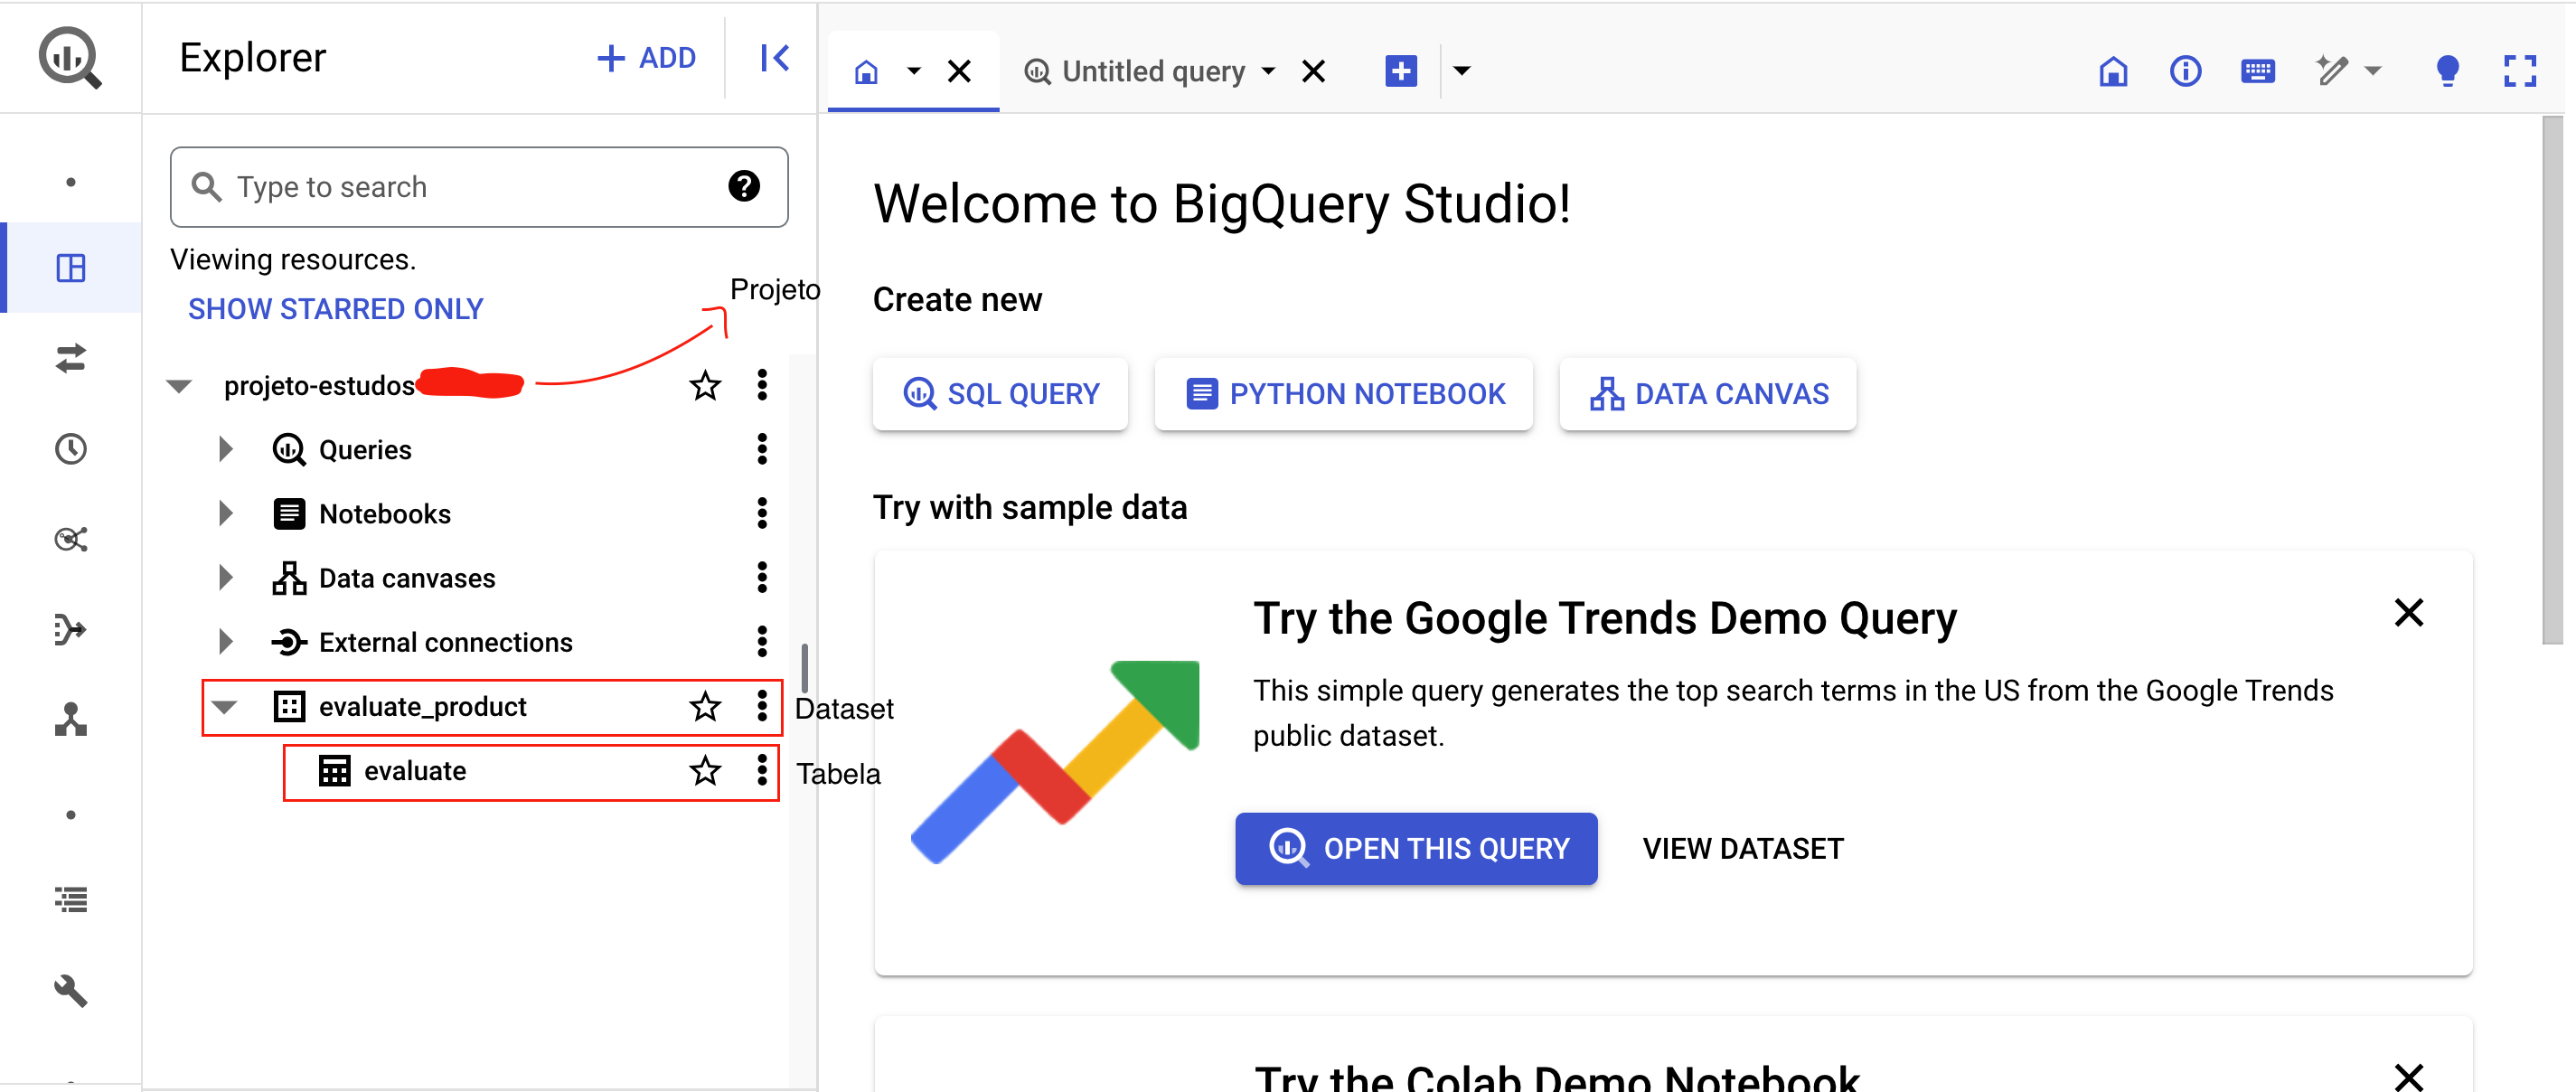 Explorer
ADD
Untitled query
Type to search
Viewing resources.
SHOW STARRED ONLY
Projeto
projeto-estudos
Queries
Notebooks
Data canvases
External connections
evaluate_product
Dataset
evaluate
Tabela
Welcome to BigQuery Studio!
Create new
SQL QUERY
PYTHON NOTEBOOK
DATA CANVAS
Try with sample data
Try the Google Trends Demo Query
This simple query generates the top search terms in the US from the Google Trends
public dataset.
OPEN THIS QUERY
VIEW DATASET
Try the Colab Demo Notebook